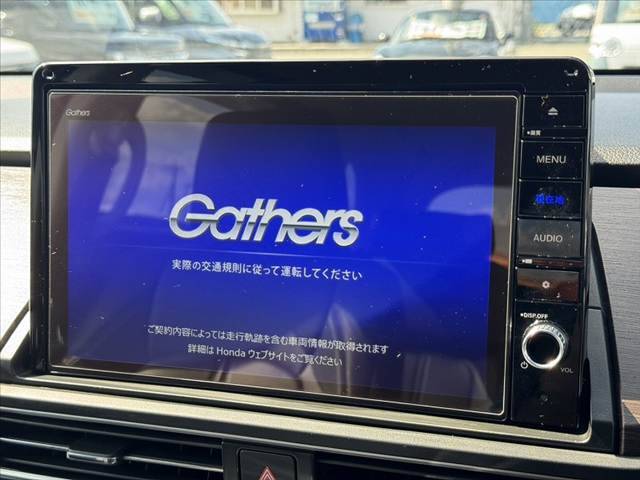 Gathers
Gathers
実際の交通規則に従って運転してください
ご契約内容によっては走行軌跡を含む車両情報が取得されます
詳細は Honda ウェブサイトをご覧ください
画質
MENU
現在地
AUDIO
DISP.OFF
VOL